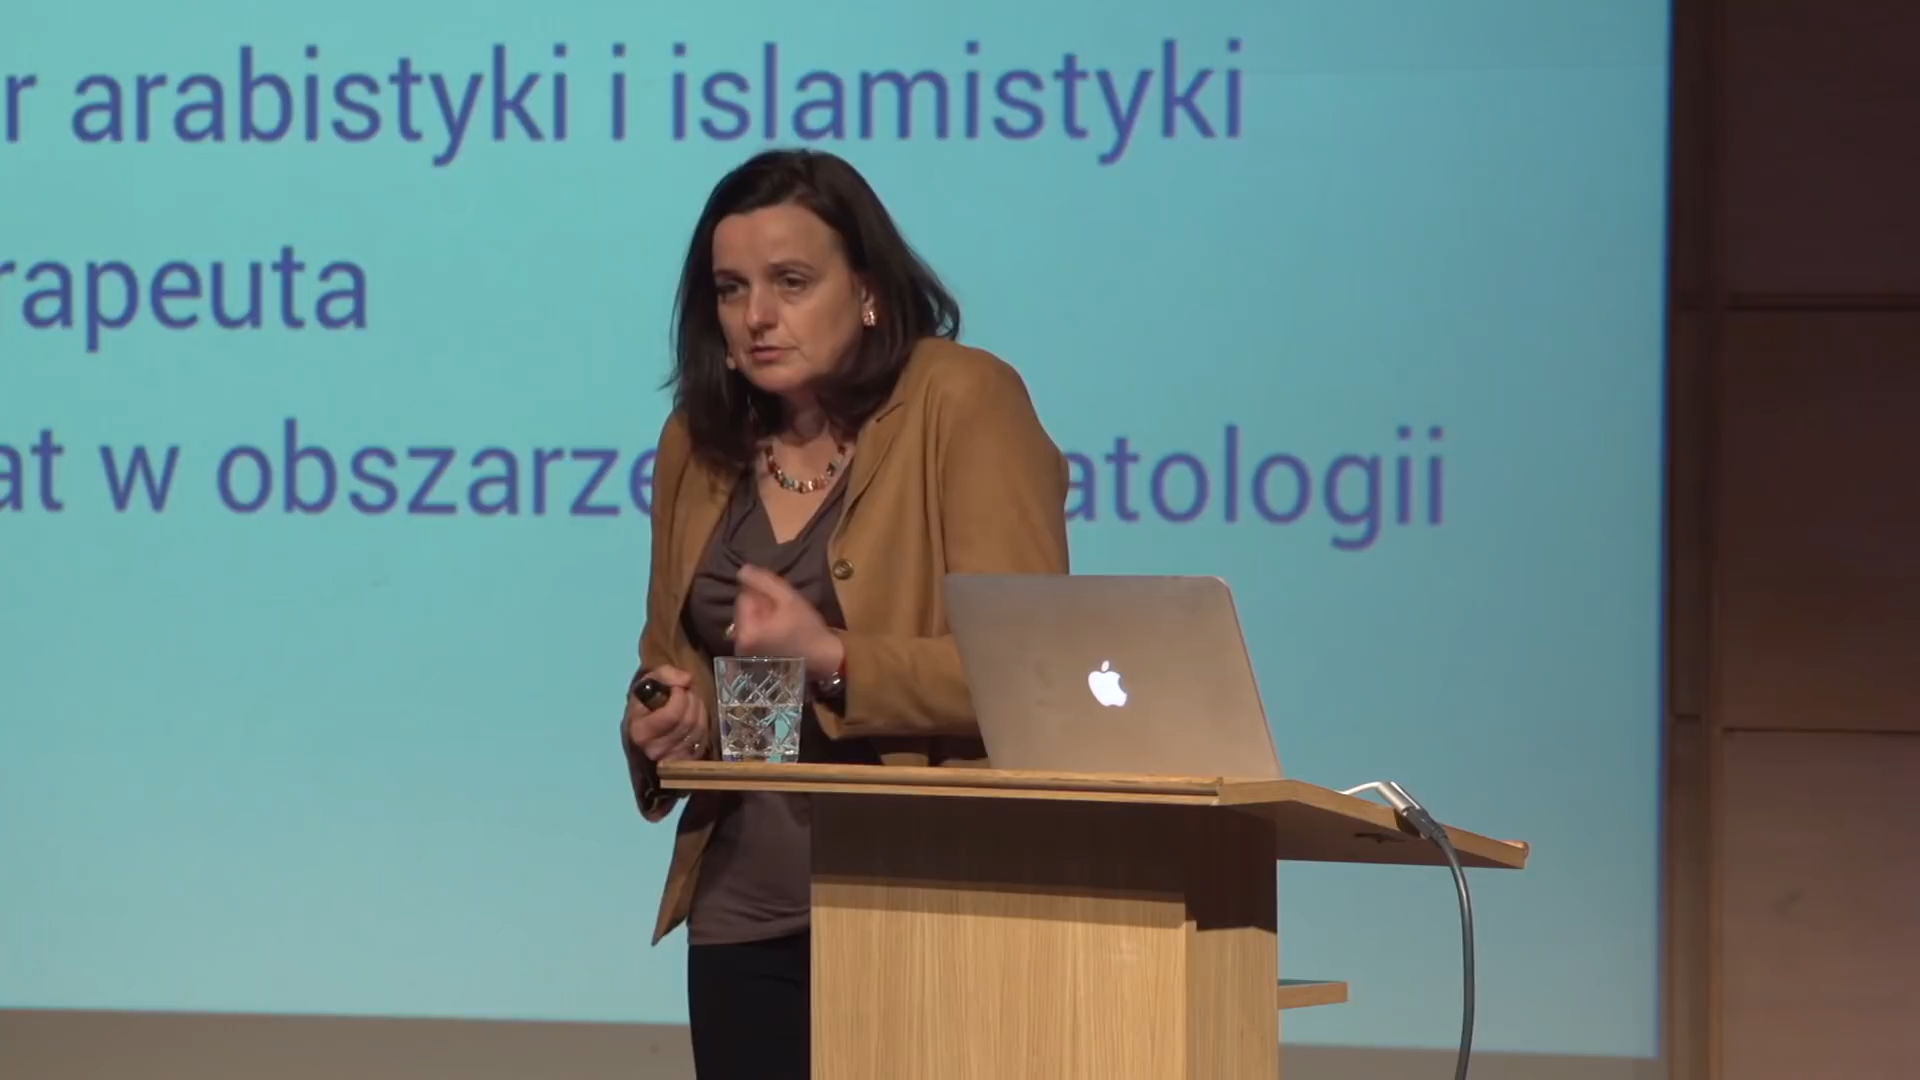 r arabistyki i islamistyki
rapeuta
at w obszarze atologii